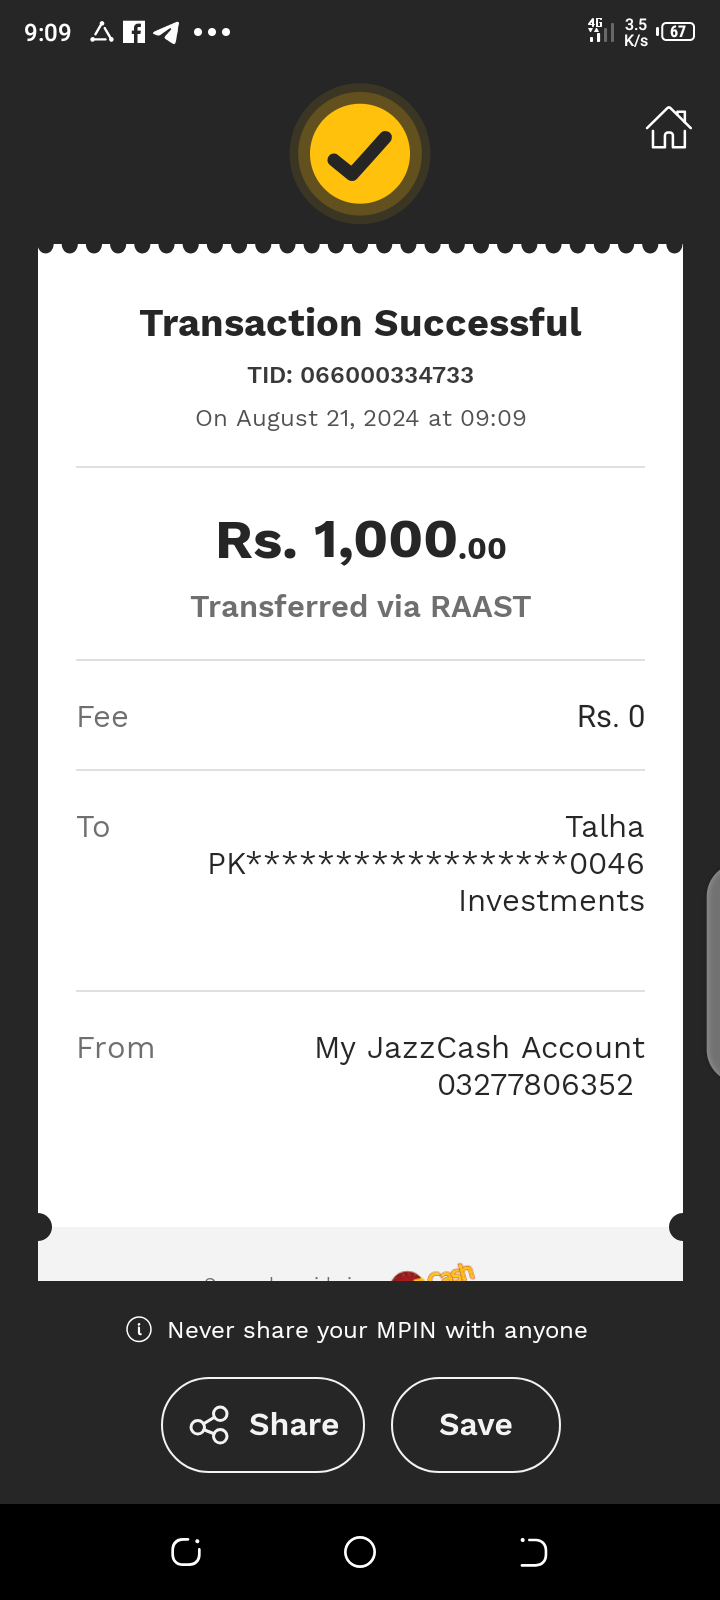 9:09
4G 3.5 K/s 67
Transaction Successful
TID: 066000334733
On August 21, 2024 at 09:09
Rs. 1,000.00
Transferred via RAAST
Fee Rs. 0
To Talha
PK******************0046
Investments
From My JazzCash Account
03277806352
Cash
Never share your MPIN with anyone
Share Save